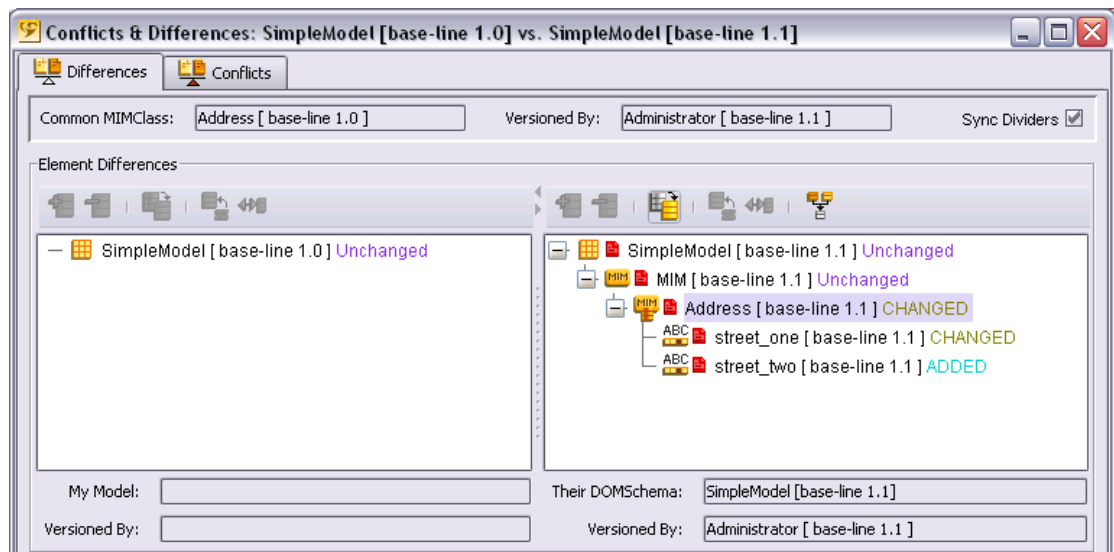 Conflicts & Differences: SimpleModel [base-line 1.0] vs. SimpleModel [base-line 1.1]
Differences Conflicts
Common MIMClass: Address [ base-line 1.0 ] Versioned By: Administrator [ base-line 1.1 ] Sync Dividers
Element Differences
SimpleModel [ base-line 1.0 ] Unchanged
SimpleModel [ base-line 1.1 ] Unchanged
MIM MIM [ base-line 1.1 ] Unchanged
MIM Address [ base-line 1.1 ] CHANGED
ABC street_one [ base-line 1.1 ] CHANGED
ABC street_two [ base-line 1.1 ] ADDED
My Model: Their DOMSchema: SimpleModel [base-line 1.1]
Versioned By: Versioned By: Administrator [ base-line 1.1 ]